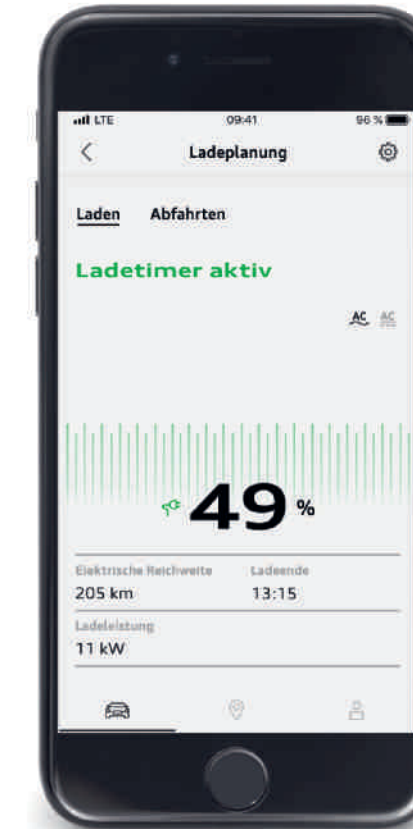 LTE 09:41 96 %
Ladeplanung
Laden Abfahrten
Ladetimer aktiv
AC AC
49 %
Elektrische Reichweite Ladeende
205 km 13:15
Ladeleistung
11 kW